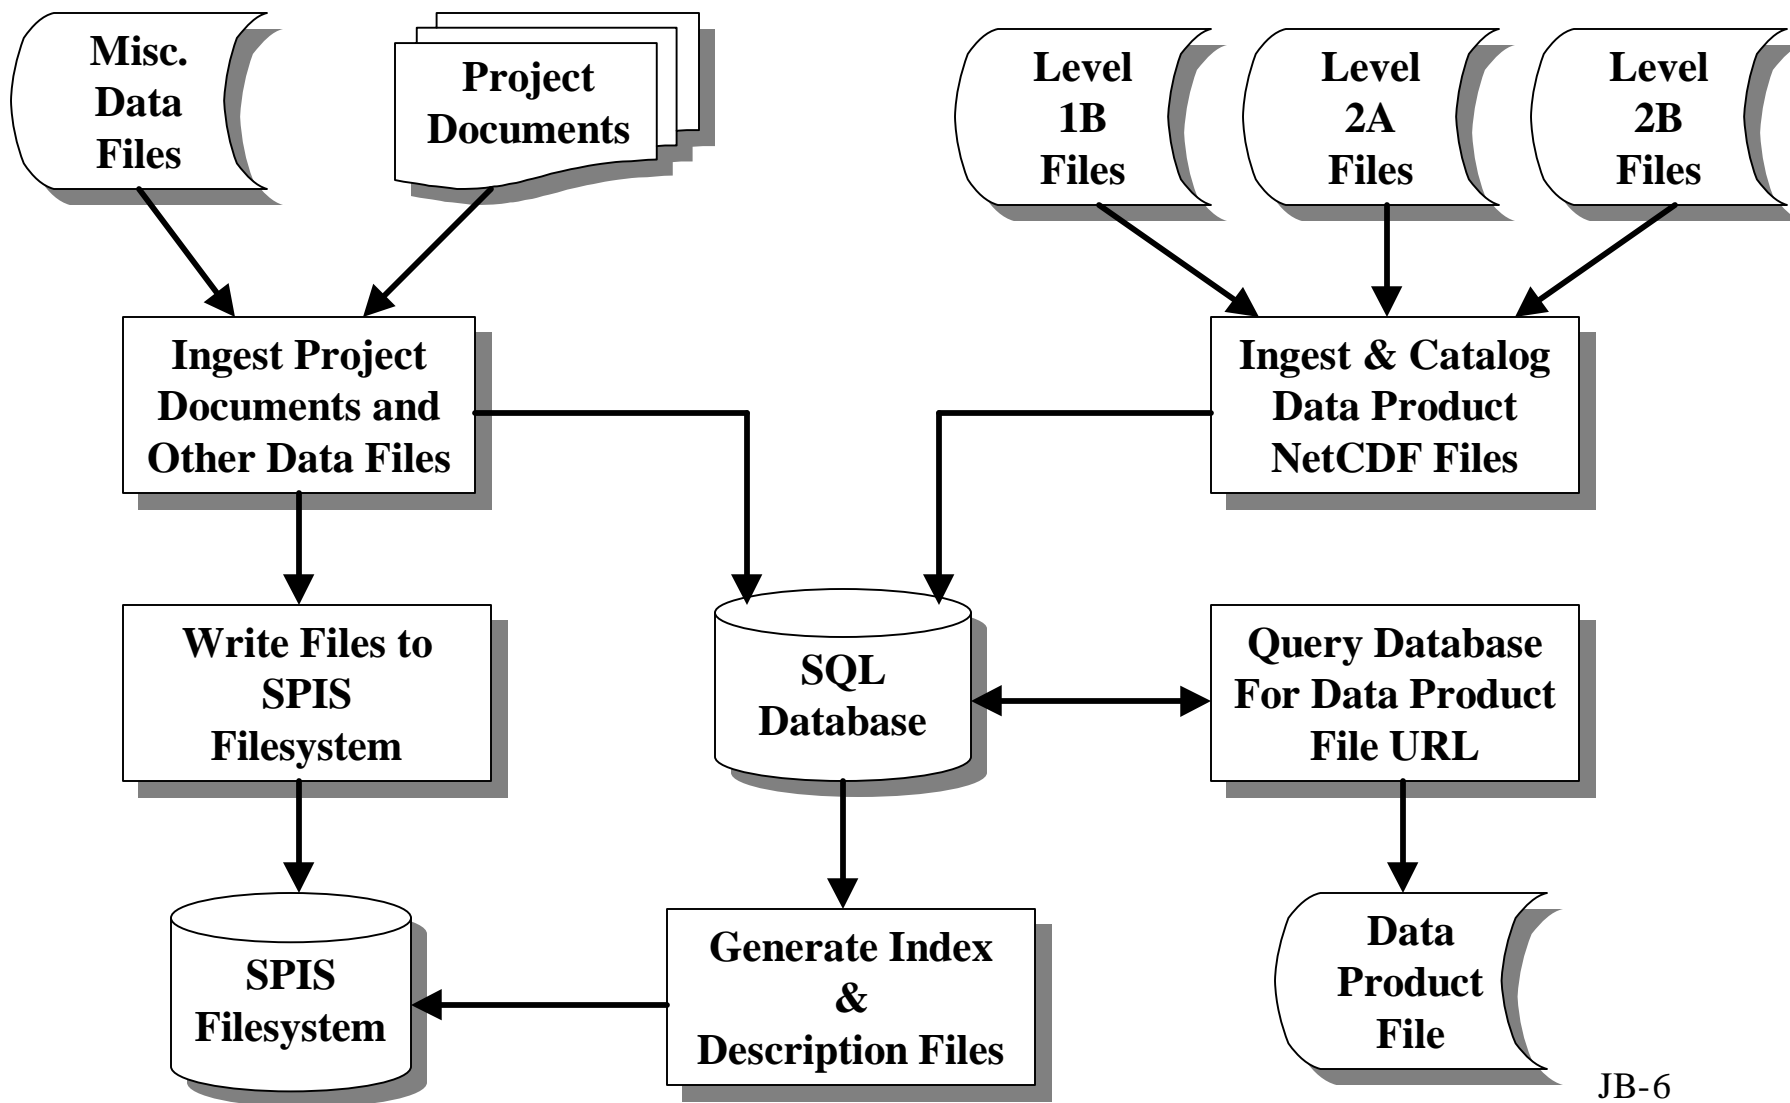 Misc.
Data
Files
Project
Documents
Level
1B
Files
Level
2A
Files
Level
2B
Files
Ingest Project
Documents and
Other Data Files
Ingest & Catalog
Data Product
NetCDF Files
Write Files to
SPIS
Filesystem
SQL
Database
Query Database
For Data Product
File URL
SPIS
Filesystem
Generate Index
&
Description Files
Data
Product
File
JB-6